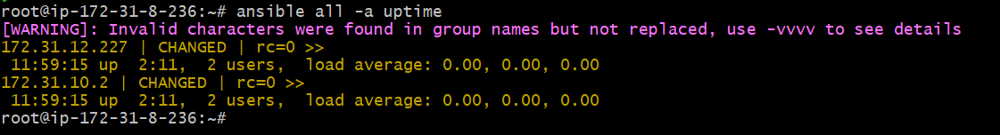 root@ip-172-31-8-236:~# ansible all -a uptime
[WARNING]: Invalid characters were found in group names but not replaced, use -vvvv to see details
172.31.12.227 | CHANGED | rc=0 >>
 11:59:15 up  2:11,  2 users,  load average: 0.00, 0.00, 0.00
172.31.10.2 | CHANGED | rc=0 >>
 11:59:15 up  2:11,  2 users,  load average: 0.00, 0.00, 0.00
root@ip-172-31-8-236:~#